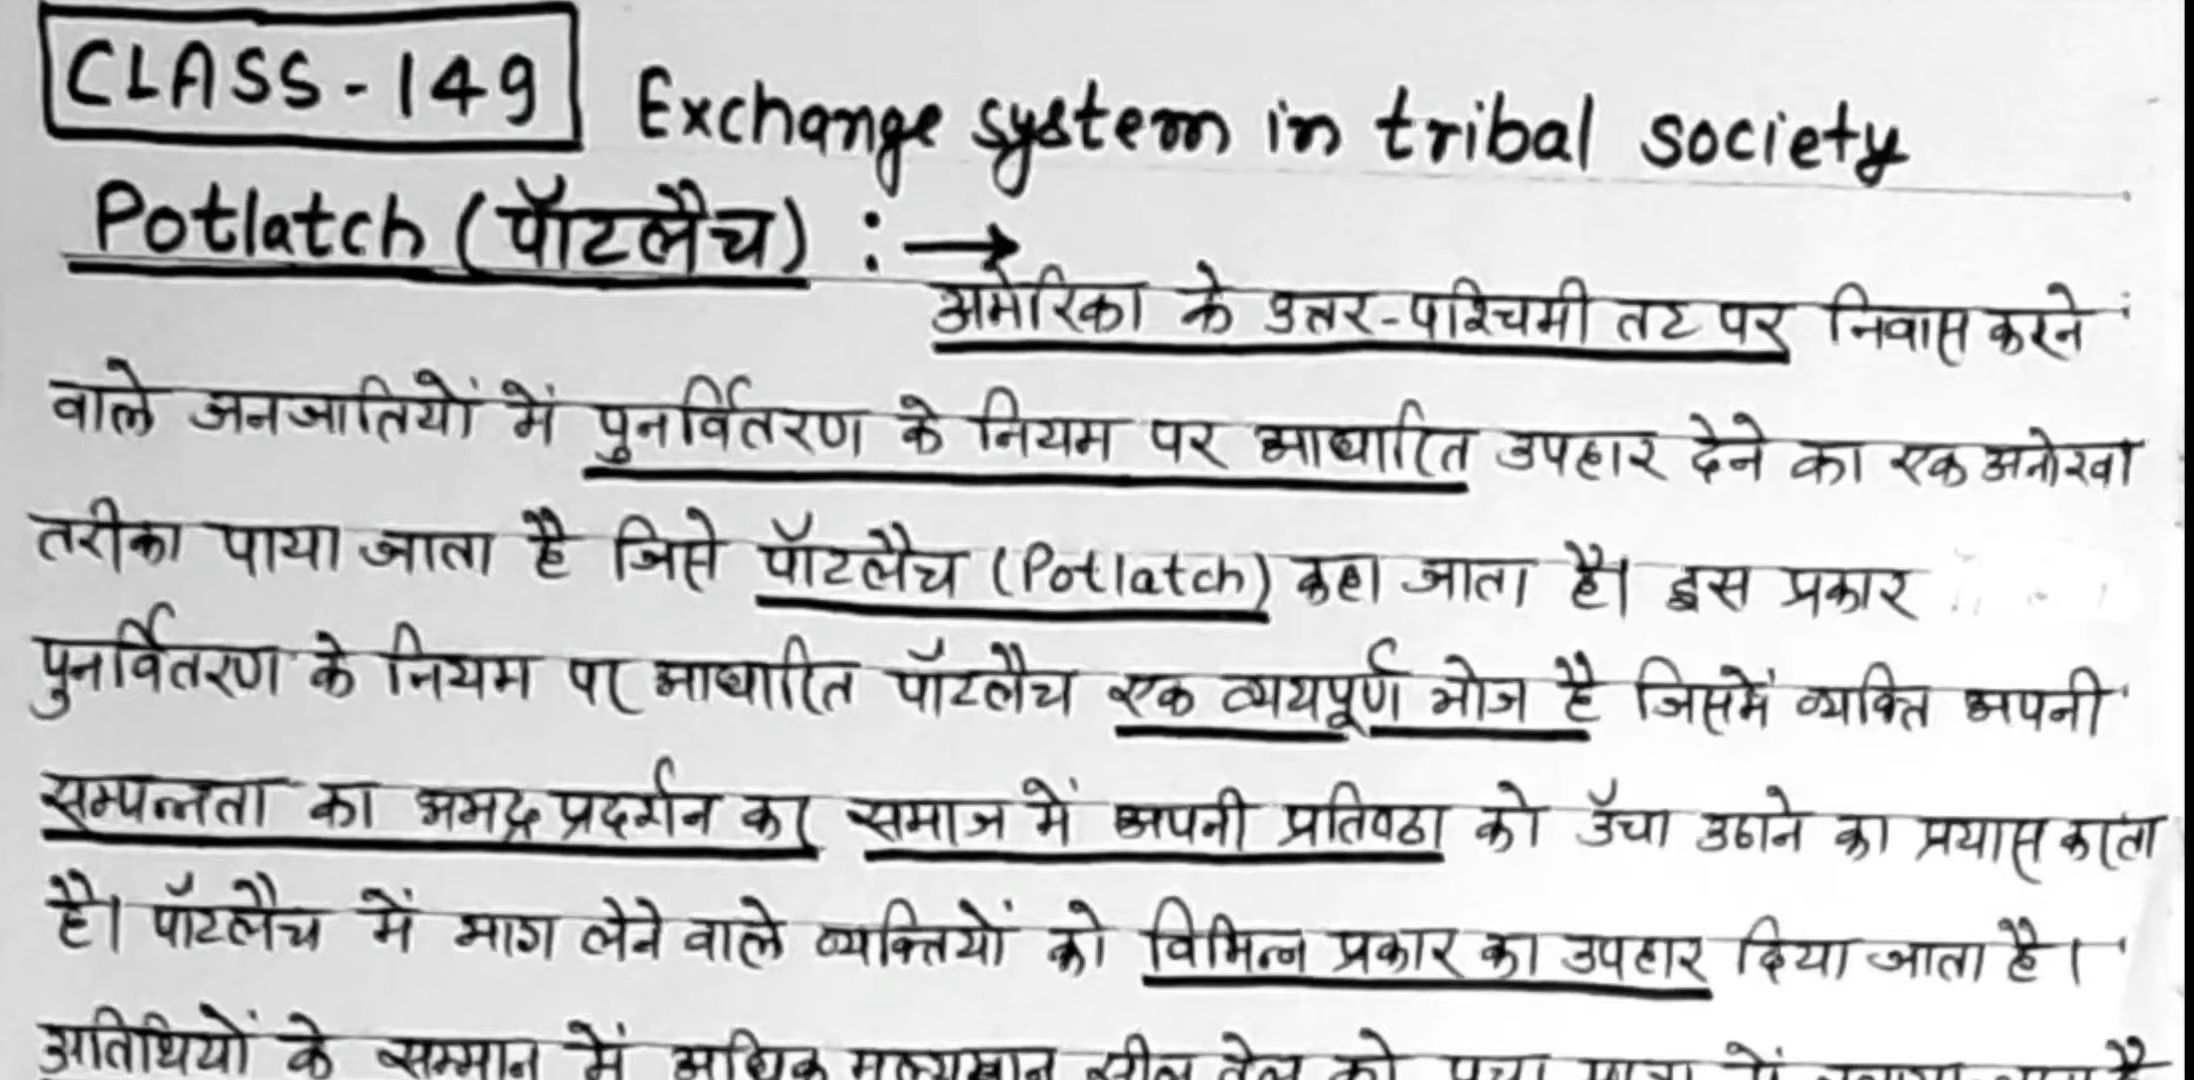 CLASS-149 Exchange system in tribal society
Potlatch (पॉटलैच) :→
अमेरिका के उत्तर-पश्चिमी तट पर निवास करने
वाले जनजातियों में पुनर्वितरण के नियम पर आधारित उपहार देने का एक अनोखा
तरीका पाया जाता है जिसे पॉटलैच (Potlatch) कहा जाता है। इस प्रकार
पुनर्वितरण के नियम पर आधारित पॉटलैच एक व्ययपूर्ण भोज है जिसमें व्यक्ति अपनी
सम्पन्नता का अभद्र प्रदर्शन कर समाज में अपनी प्रतिष्ठा को उँचा उठाने का प्रयास करता
है। पॉटलैच में भाग लेने वाले व्यक्तियों को विभिन्न प्रकार का उपहार दिया जाता है।
अतिथियों के सम्मान में अधिक सील तेल को में है